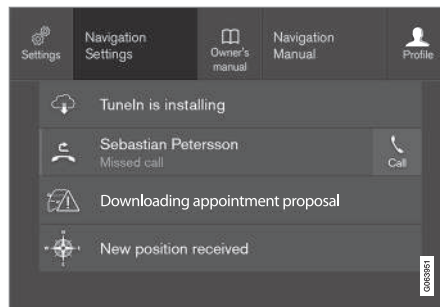 Settings
Navigation
Settings
Owner's
manual
Navigation
Manual
Profile
TuneIn is installing
Sebastian Petersson
Missed call
Call
Downloading appointment proposal
New position received
G063951